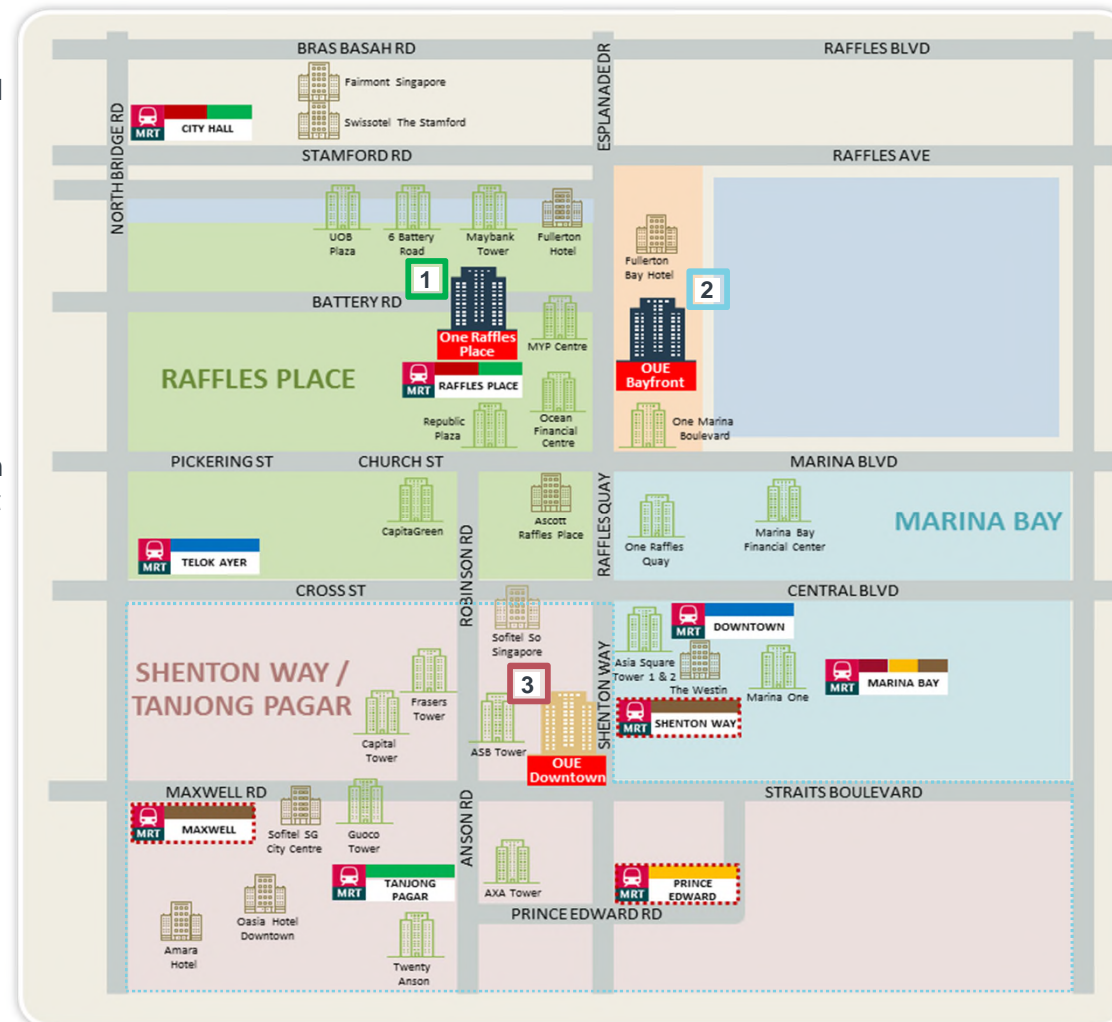 BRAS BASAH RD
RAFFLES BLVD
ESPLANADE DR
NORTH BRIDGE RD
Fairmont Singapore
Swissotel The Stamford
MRT
CITY HALL
STAMFORD RD
RAFFLES AVE
UOB
Plaza
6 Battery
Road
Maybank
Tower
Fullerton
Hotel
Fullerton
Bay Hotel
1
2
BATTERY RD
One Raffles
Place
MYP Centre
OUE
Bayfront
RAFFLES PLACE
MRT
RAFFLES PLACE
Republic
Plaza
Ocean
Financial
Centre
One Marina
Boulevard
PICKERING ST
CHURCH ST
MARINA BLVD
RAFFLES QUAY
ROBINSON RD
CapitaGreen
Ascott
Raffles Place
One Raffles
Quay
Marina Bay
Financial Center
MARINA BAY
MRT
TELOK AYER
CROSS ST
CENTRAL BLVD
Sofitel So
Singapore
MRT
DOWNTOWN
Asia Square
Tower 1 & 2
The Westin
Marina One
MRT
MARINA BAY
SHENTON WAY /
TANJONG PAGAR
3
SHENTON WAY
MRT
SHENTON WAY
Frasers
Tower
Capital
Tower
ASB Tower
OUE
Downtown
MAXWELL RD
STRAITS BOULEVARD
ANSON RD
MRT
MAXWELL
Sofitel SG
City Centre
Guoco
Tower
MRT
TANJONG
PAGAR
AXA Tower
MRT
PRINCE
EDWARD
PRINCE EDWARD RD
Oasia Hotel
Downtown
Amara
Hotel
Twenty
Anson